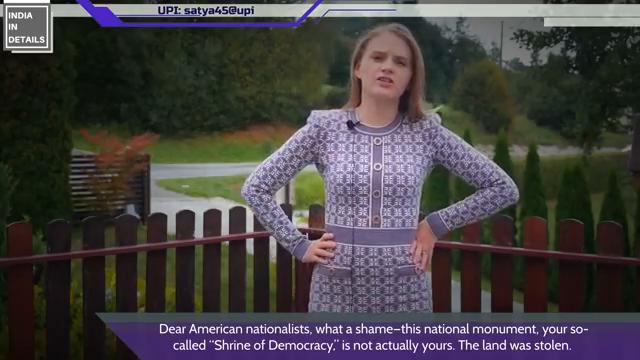 UPI: satya45@upi
INDIA
IN
DETAILS
Dear American nationalists, what a shame—this national monument, your so-
called “Shrine of Democracy,” is not actually yours. The land was stolen.